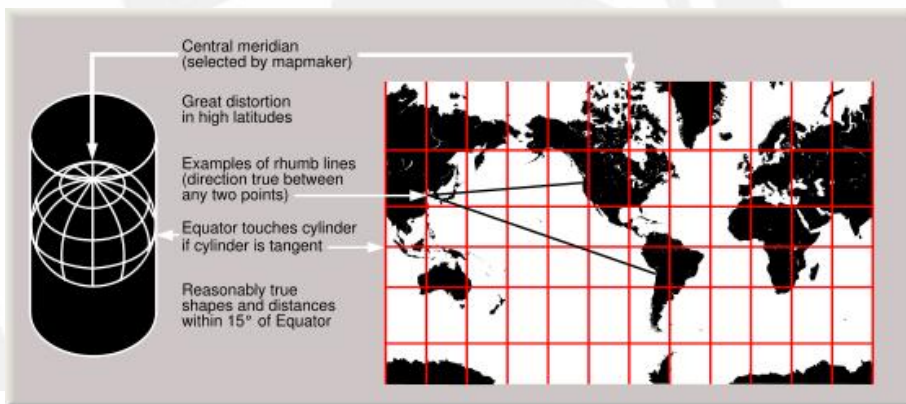 Central meridian
(selected by mapmaker)
Great distortion
in high latitudes
Examples of rhumb lines
(direction true between
any two points)
Equator touches cylinder
if cylinder is tangent
Reasonably true
shapes and distances
within 15° of Equator